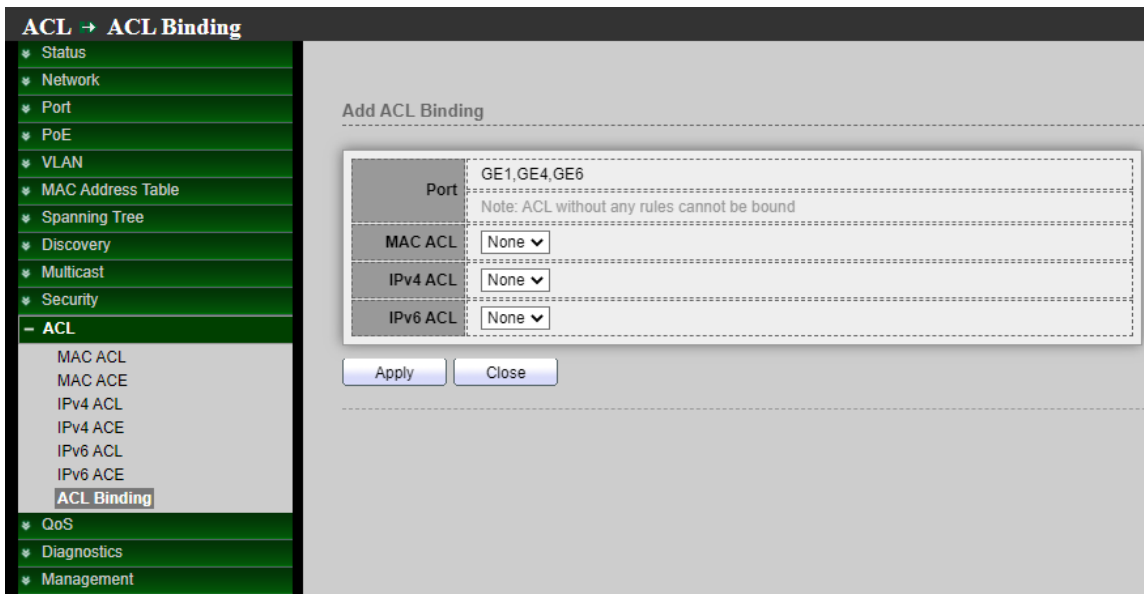 ACL → ACL Binding
Status
Network
Port
PoE
VLAN
MAC Address Table
Spanning Tree
Discovery
Multicast
Security
ACL
MAC ACL
MAC ACE
IPv4 ACL
IPv4 ACE
IPv6 ACL
IPv6 ACE
ACL Binding
QoS
Diagnostics
Management
Add ACL Binding
Port GE1,GE4,GE6
Note: ACL without any rules cannot be bound
MAC ACL None
IPv4 ACL None
IPv6 ACL None
Apply Close